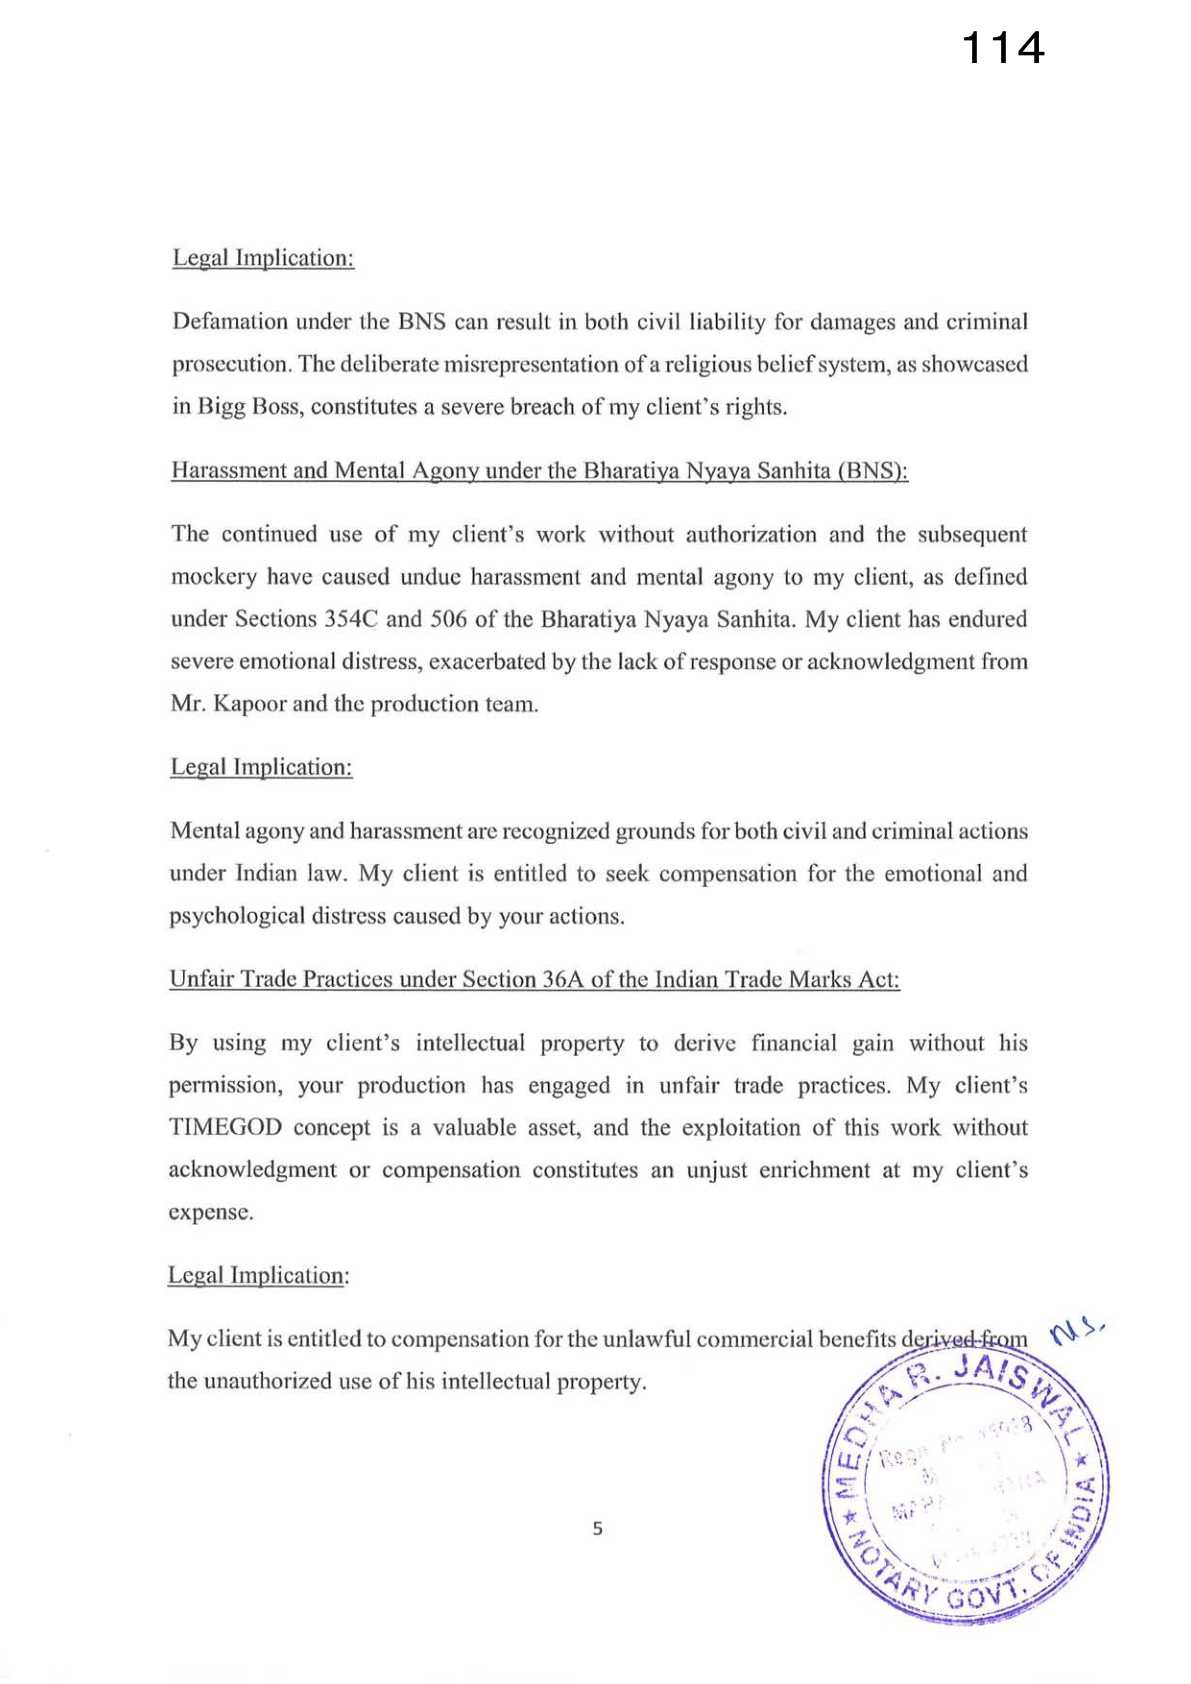 114
Legal Implication:
Defamation under the BNS can result in both civil liability for damages and criminal
prosecution. The deliberate misrepresentation of a religious belief system, as showcased
in Bigg Boss, constitutes a severe breach of my client’s rights.
Harassment and Mental Agony under the Bharatiya Nyaya Sanhita (BNS):
The continued use of my client’s work without authorization and the subsequent
mockery have caused undue harassment and mental agony to my client, as defined
under Sections 354C and 506 of the Bharatiya Nyaya Sanhita. My client has endured
severe emotional distress, exacerbated by the lack of response or acknowledgment from
Mr. Kapoor and the production team.
Legal Implication:
Mental agony and harassment are recognized grounds for both civil and criminal actions
under Indian law. My client is entitled to seek compensation for the emotional and
psychological distress caused by your actions.
Unfair Trade Practices under Section 36A of the Indian Trade Marks Act:
By using my client’s intellectual property to derive financial gain without his
permission, your production has engaged in unfair trade practices. My client’s
TIMEGOD concept is a valuable asset, and the exploitation of this work without
acknowledgment or compensation constitutes an unjust enrichment at my client’s
expense.
Legal Implication:
My client is entitled to compensation for the unlawful commercial benefits derived from
the unauthorized use of his intellectual property.
MEDHA R. JAISWAL
Regn No
NOTARY GOVT. OF INDIA
5